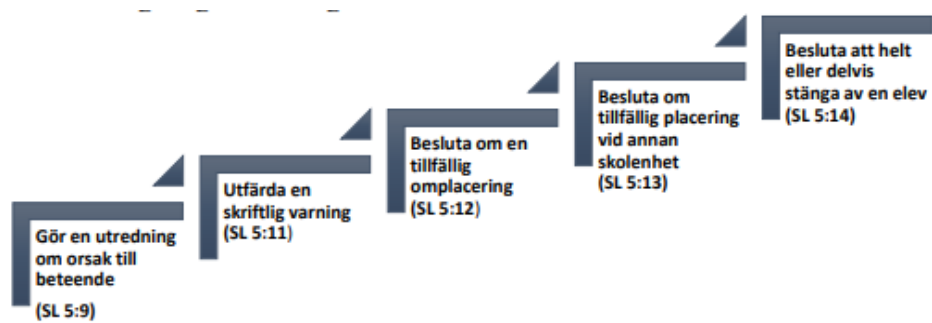 Gör en utredning
om orsak till
beteende
(SL 5:9)
Utfärda en
skriftlig varning
(SL 5:11)
Besluta om en
tillfällig
omplacering
(SL 5:12)
Besluta om
tillfällig placering
vid annan
skolenhet
(SL 5:13)
Besluta att helt
eller delvis
stänga av en elev
(SL 5:14)